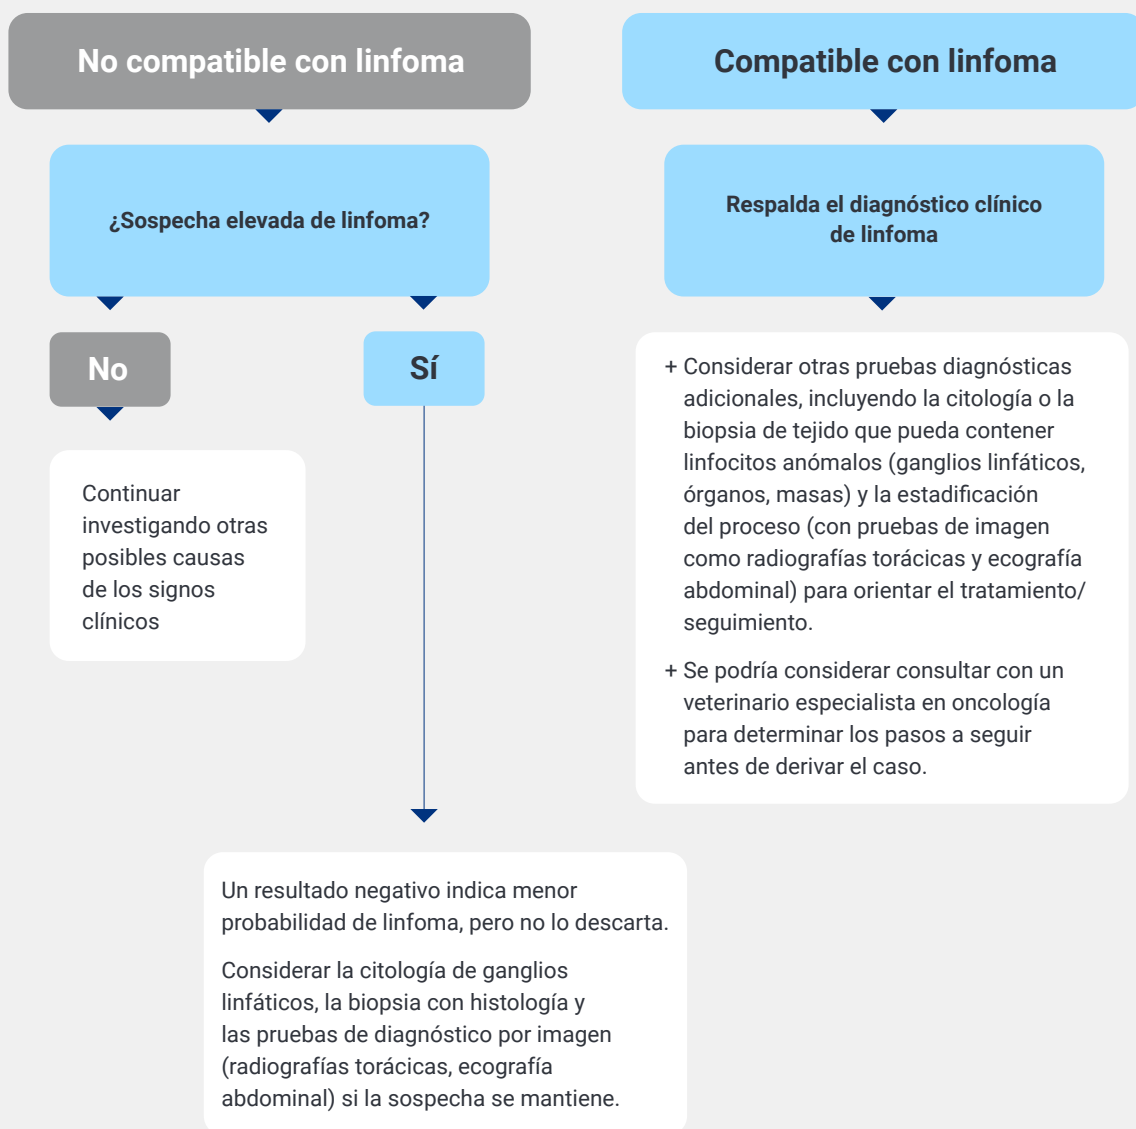 No compatible con linfoma
¿Sospecha elevada de linfoma?
No
Sí
Continuar
investigando otras
posibles causas
de los signos
clínicos
Un resultado negativo indica menor
probabilidad de linfoma, pero no lo descarta.
Considerar la citología de ganglios
linfáticos, la biopsia con histología y
las pruebas de diagnóstico por imagen
(radiografías torácicas, ecografía
abdominal) si la sospecha se mantiene.
Compatible con linfoma
Respalda el diagnóstico clínico
de linfoma
+ Considerar otras pruebas diagnósticas
adicionales, incluyendo la citología o la
biopsia de tejido que pueda contener
linfocitos anómalos (ganglios linfáticos,
órganos, masas) y la estadificación
del proceso (con pruebas de imagen
como radiografías torácicas y ecografía
abdominal) para orientar el tratamiento/
seguimiento.
+ Se podría considerar consultar con un
veterinario especialista en oncología
para determinar los pasos a seguir
antes de derivar el caso.